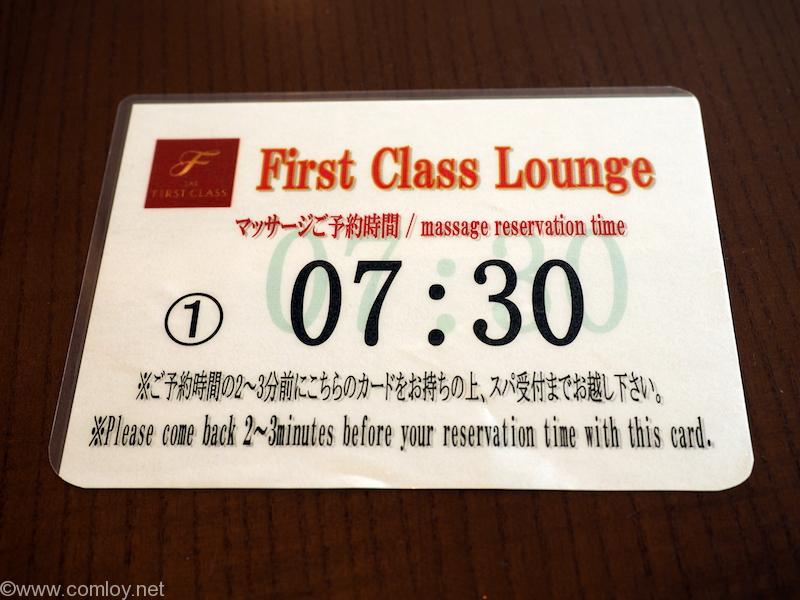 F
JAL
FIRST CLASS
First Class Lounge
マッサージご予約時間 / massage reservation time
① 07:30
※ご予約時間の2～3分前にこちらのカードをお持ちの上、スパ受付までお越し下さい。
※Please come back 2～3minutes before your reservation time with this card.
©www.comloy.net